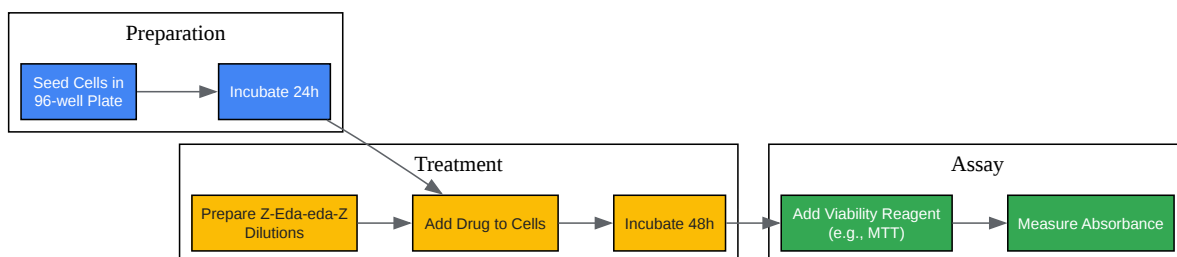 Preparation
Seed Cells in
96-well Plate
Incubate 24h
Treatment
Prepare Z-Eda-eda-Z
Dilutions
Add Drug to Cells
Incubate 48h
Assay
Add Viability Reagent
(e.g., MTT)
Measure Absorbance